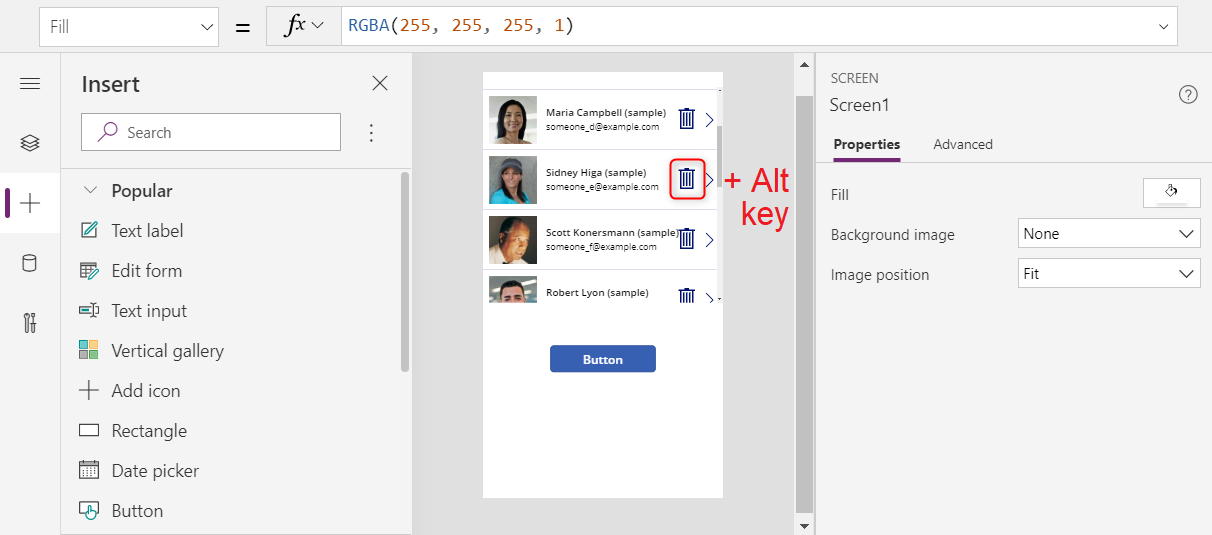 Fill
=
fx
RGBA(255, 255, 255, 1)
Insert
Search
Popular
Text label
Edit form
Text input
Vertical gallery
Add icon
Rectangle
Date picker
Button
Maria Campbell (sample)
someone_d@example.com
Sidney Higa (sample)
someone_e@example.com
Scott Konersmann (sample)
someone_f@example.com
Robert Lyon (sample)
Button
+ Alt
key
SCREEN
Screen1
?
Properties Advanced
Fill
Background image None
Image position Fit